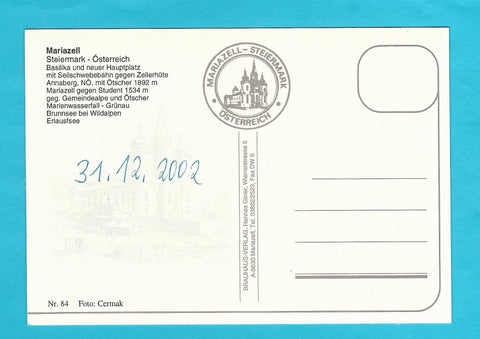 Mariazell
Steiermark - Österreich
Basilika und neuer Hauptplatz
mit Seilschwebebahn gegen Zellerhüte
Annaberg, NÖ. mit Ötscher 1892 m
Mariazell gegen Student 1534 m
geg. Gemeindealpe und Ötscher
Marienwasserfall - Grünau
Brunnsee bei Wildalpen
Erlaufsee
31.12.2002
Nr. 84 Foto: Cermak
MARIAZELL - STEIERMARK
ÖSTERREICH
BRAUHAUS-VERLAG, Hannes Girrer, Wienerstrasse 5
A-8630 Mariazell, Tel. 03882/2523, Fax DW 8